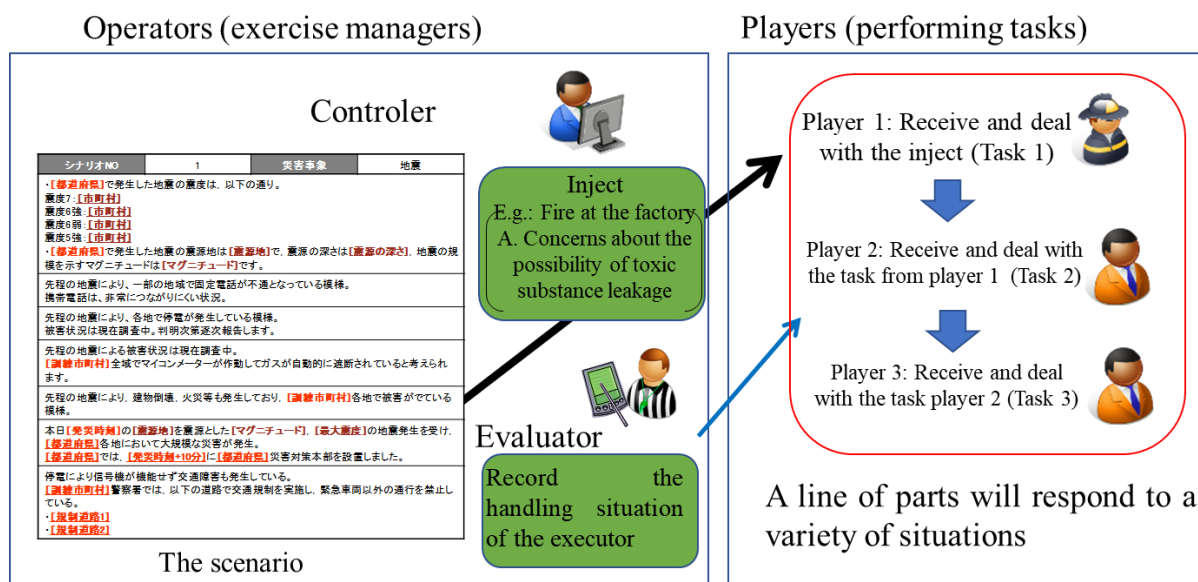 Operators (exercise managers)
Players (performing tasks)
Controler
シナリオNO 1 災害事象 地震
・[都道府県]で発生した地震の震度は、以下の通り。
震度7:[市町村]
震度6強:[市町村]
震度6弱:[市町村]
震度5強:[市町村]
・[都道府県]で発生した地震の震源地は[震源地]で、震源の深さは[震源の深さ]、地震の規
模を示すマグニチュードは[マグニチュード]です。
先程の地震により、一部の地域で固定電話が不通となっている模様。
携帯電話は、非常につながりにくい状況。
先程の地震により、各地で停電が発生している模様。
被害状況は現在調査中。判明次第逐次報告します。
先程の地震による被害状況は現在調査中。
[訓練市町村]全域でマイコンメーターが作動してガスが自動的に遮断されていると考えられ
ます。
先程の地震により、建物倒壊、火災等も発生しており、[訓練市町村]各地で被害がでている
模様。
本日[発災時刻]の[震源地]を震源とした[マグニチュード]、[最大震度]の地震発生を受け、
[都道府県]各地において大規模な災害が発生。
[都道府県]では、[発災時刻+10分]に[都道府県]災害対策本部を設置しました。
停電により信号機が機能せず交通障害も発生している。
[訓練市町村]警察署では、以下の道路で交通規制を実施し、緊急車両以外の通行を禁止し
ている。
・[規制道路1]
・[規制道路2]
The scenario
Inject
E.g.: Fire at the factory
A. Concerns about the
possibility of toxic
substance leakage
Evaluator
Record the
handling situation
of the executor
Player 1: Receive and deal
with the inject (Task 1)
Player 2: Receive and deal with
the task from player 1 (Task 2)
Player 3: Receive and deal
with the task player 2 (Task 3)
A line of parts will respond to a
variety of situations